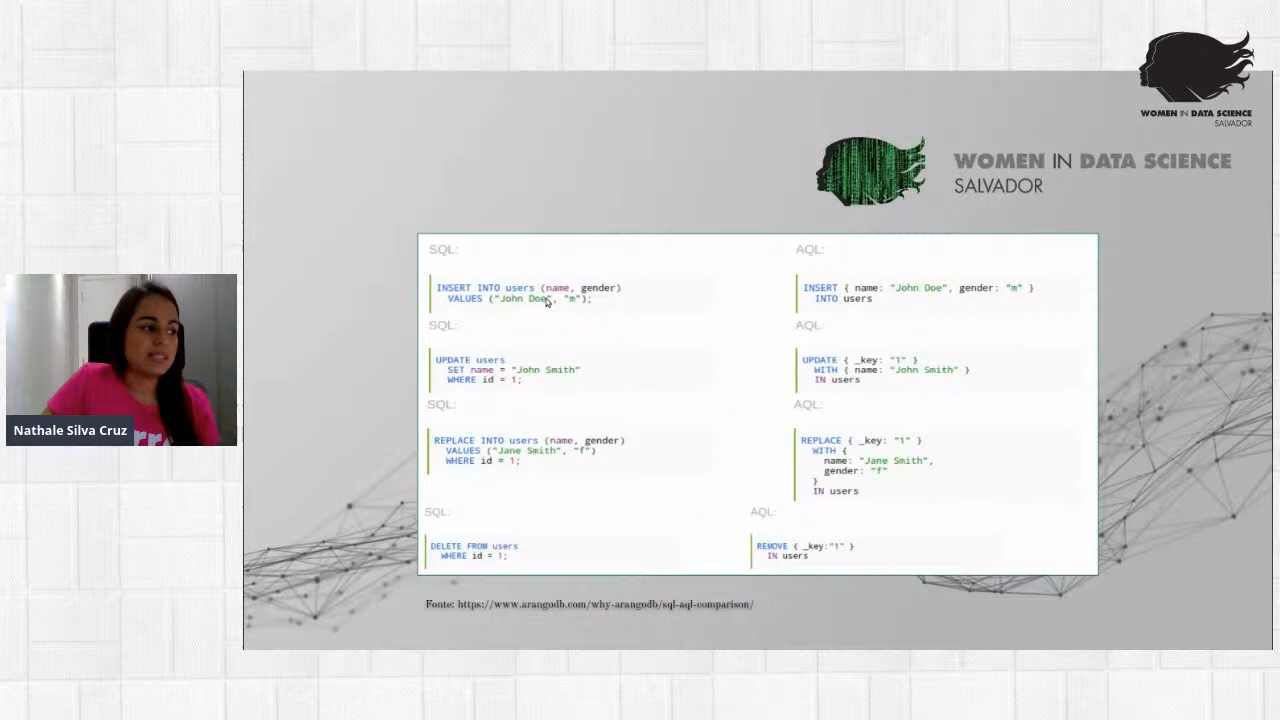 WOMEN IN DATA SCIENCE
SALVADOR
WOMEN IN DATA SCIENCE
SALVADOR
SQL:
INSERT INTO users (name, gender)
VALUES ("John Doe", "m");
AQL:
INSERT { name: "John Doe", gender: "m" }
INTO users
SQL:
UPDATE users
SET name = "John Smith"
WHERE id = 1;
AQL:
UPDATE { _key: "1" }
WITH { name: "John Smith" }
IN users
SQL:
REPLACE INTO users (name, gender)
VALUES ("Jane Smith", "f")
WHERE id = 1;
AQL:
REPLACE { _key: "1" }
WITH {
name: "Jane Smith",
gender: "f"
}
IN users
SQL:
DELETE FROM users
WHERE id = 1;
AQL:
REMOVE { _key:"1" }
IN users
Fonte: https://www.arangodb.com/why-arangodb/sql-aql-comparison/
Nathale Silva Cruz